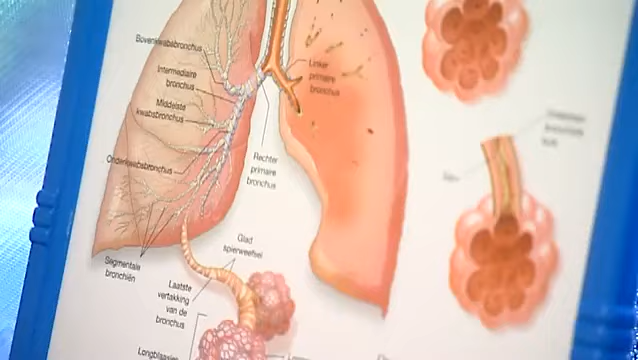 Bovenkwabsbronchus
Intermediaire
bronchus
Middelste
kwabsbronchus
Onderkwabsbronchus
Segmentale
bronchiën
Linker
primaire
bronchus
Rechter
primaire
bronchus
Glad
spierweefsel
Laatste
vertakking
van de
bronchus
Longblaasjes